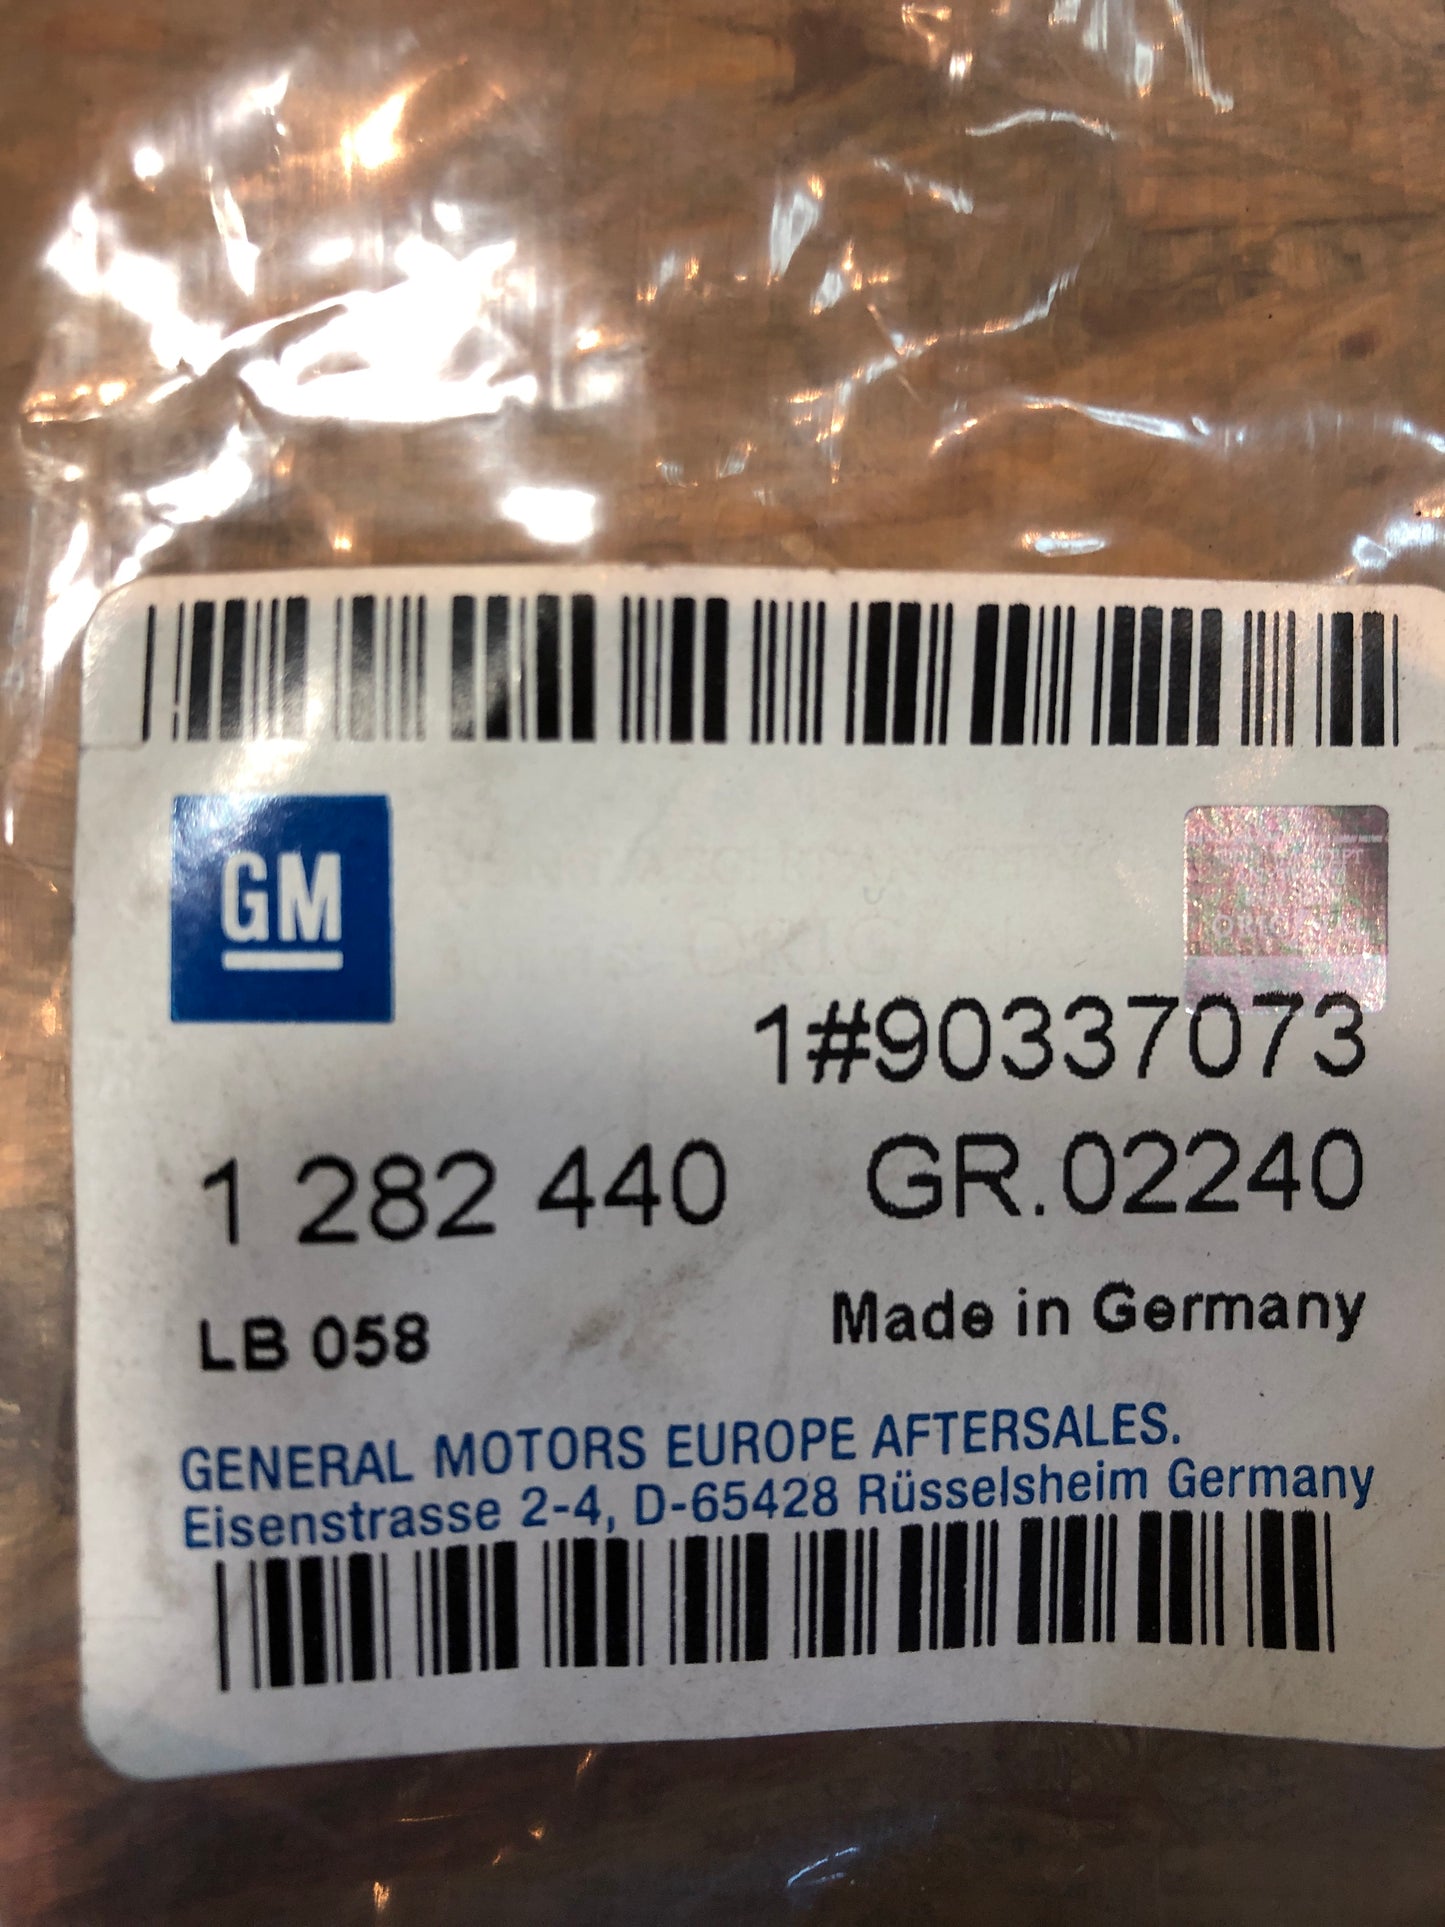 GM
ORIGINAL
1#90337073
1 282 440 GR.02240
LB 058 Made in Germany
GENERAL MOTORS EUROPE AFTERSALES.
Eisenstrasse 2-4, D-65428 Rüsselsheim Germany